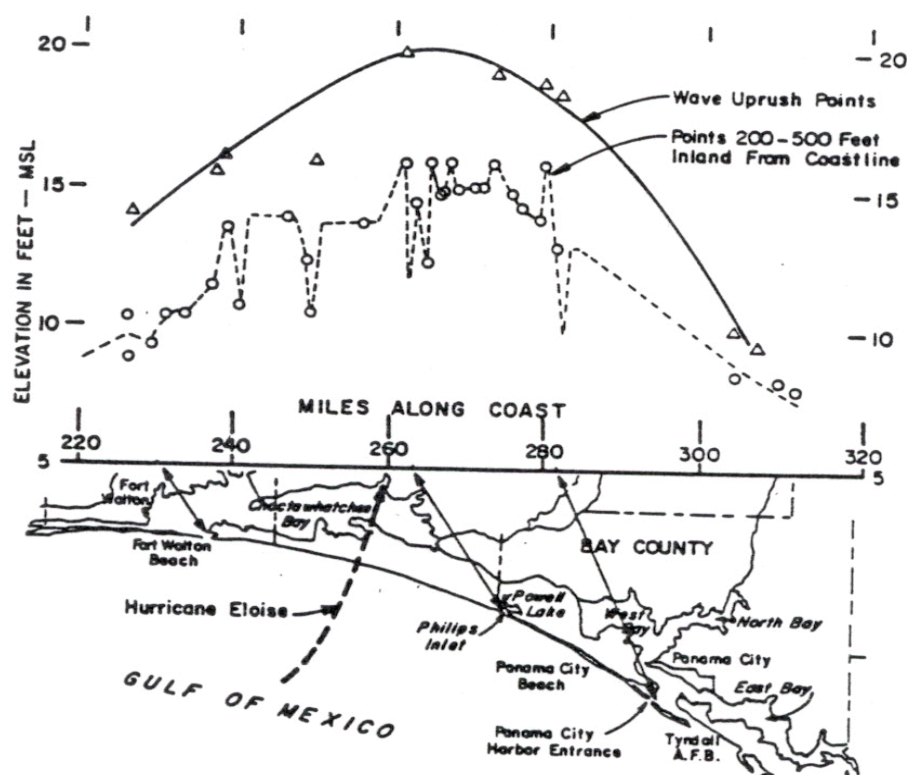 20
20
Wave Uprush Points
Points 200-500 Feet
Inland From Coastline
15
15
ELEVATION IN FEET — MSL
10
10
MILES ALONG COAST
220
240
260
280
300
320
5
5
Fort
Walton
Choctawhatchee
Bay
BAY COUNTY
Fort Walton
Beach
Hurricane Eloise
Powell
Lake
Philips
Inlet
West
Bay
North Bay
Panama City
Panama City
Beach
East Bay
GULF OF MEXICO
Panama City
Harbor Entrance
Tyndall
A.F.B.